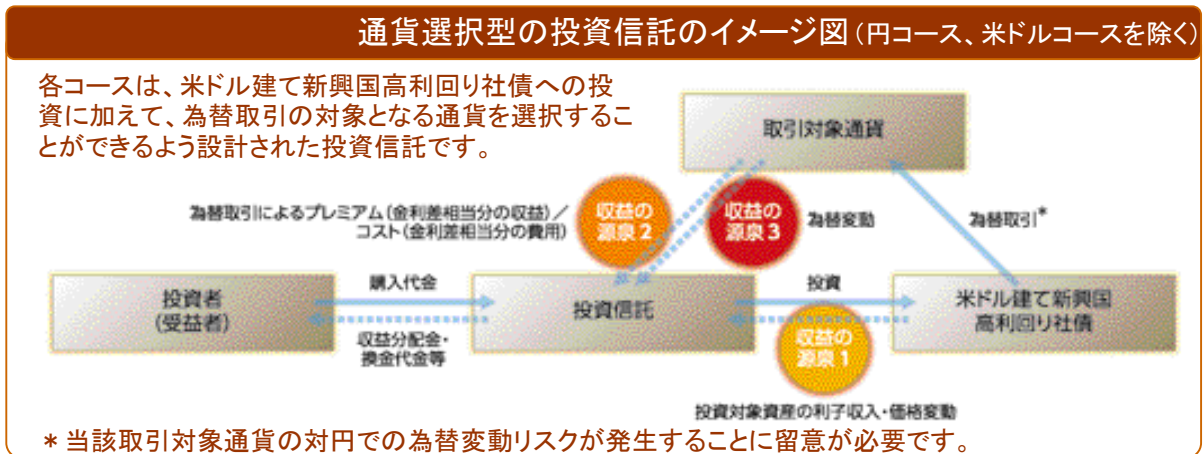 通貨選択型の投資信託のイメージ図(円コース、米ドルコースを除く)
各コースは、米ドル建て新興国高利回り社債への投
資に加えて、為替取引の対象となる通貨を選択するこ
とができるよう設計された投資信託です。
取引対象通貨
為替取引によるプレミアム(金利差相当分の収益)/
コスト(金利差相当分の費用)
収益の
源泉2
収益の
源泉3
為替変動
為替取引*
投資者
(受益者)
購入代金
収益分配金・
換金代金等
投資信託
投資
収益の
源泉1
米ドル建て新興国
高利回り社債
投資対象資産の利子収入・価格変動
*当該取引対象通貨の対円での為替変動リスクが発生することに留意が必要です。